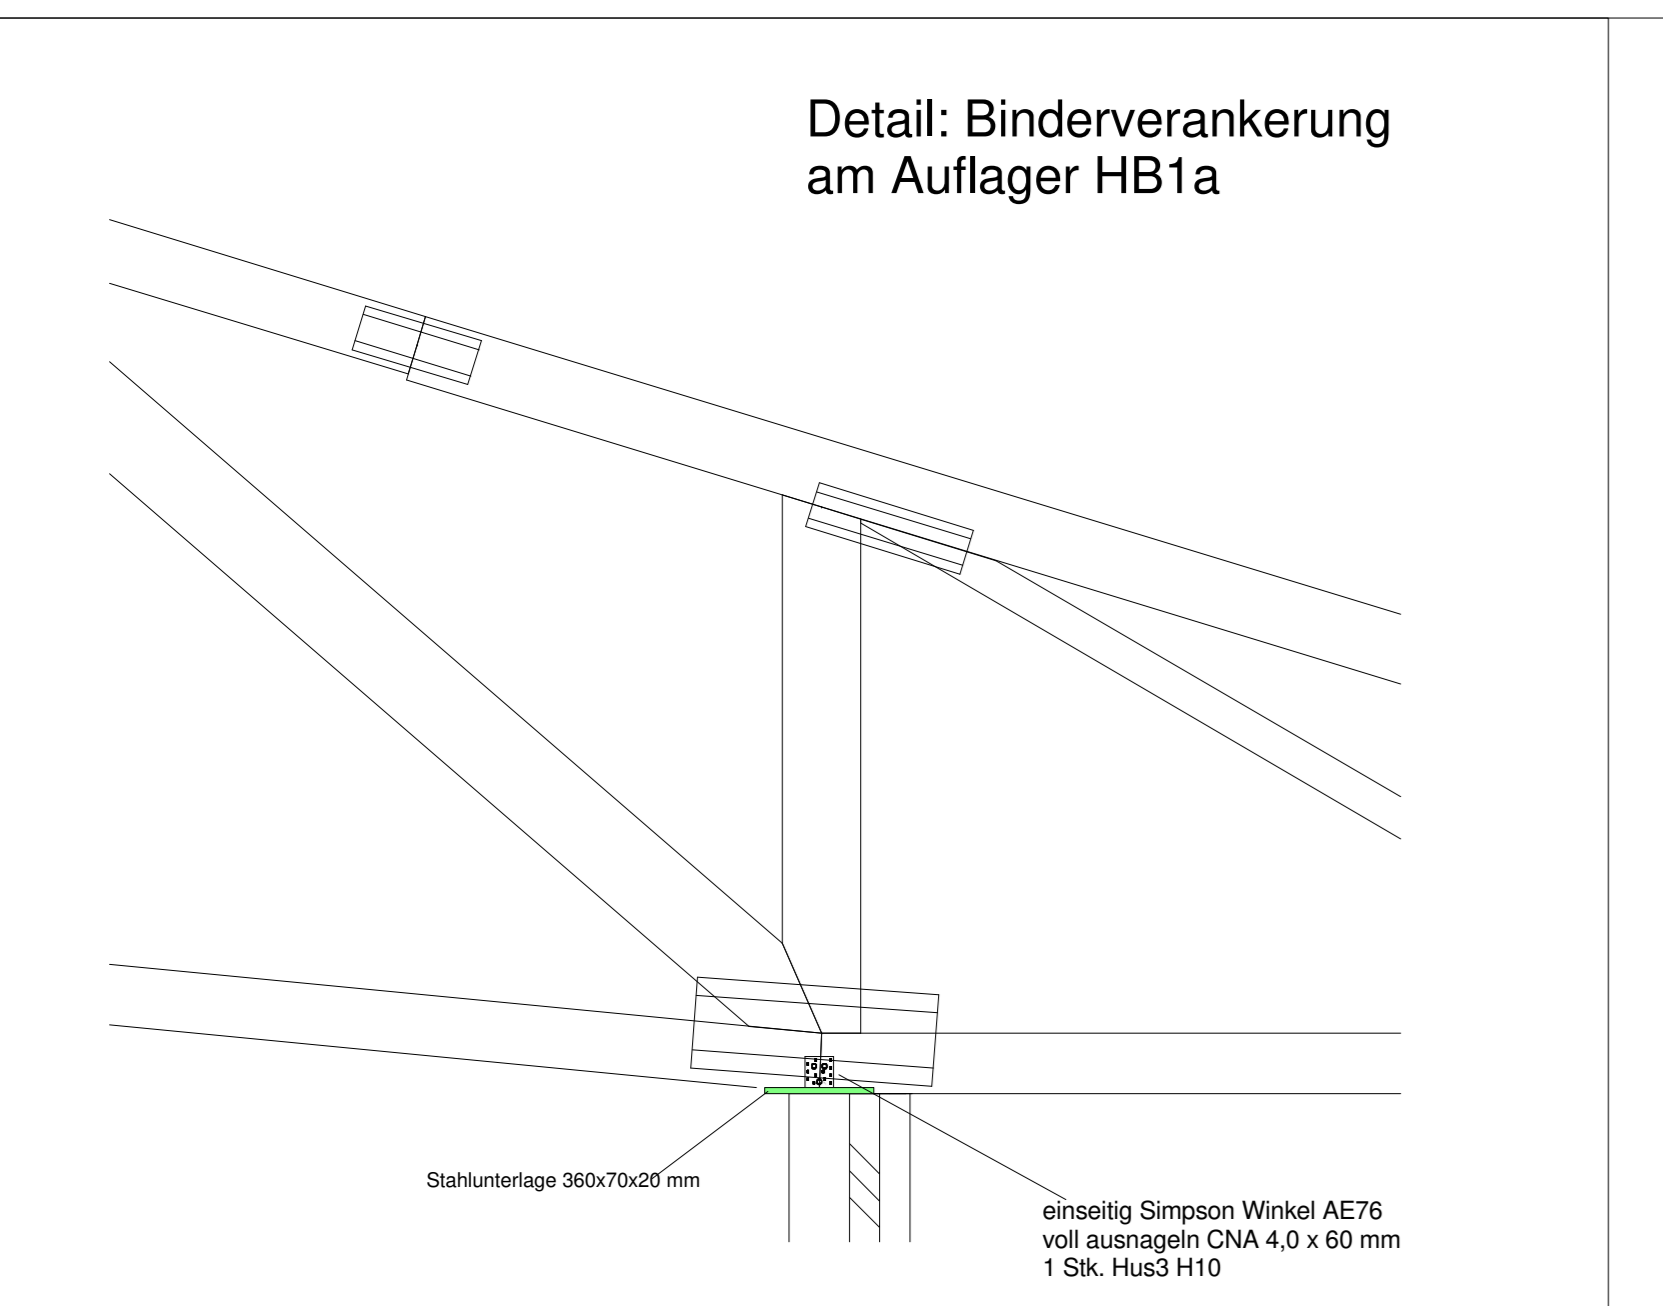 Detail: Binderverankerung
am Auflager HB1a
Stahlunterlage 360x70x20 mm
einseitig Simpson Winkel AE76
voll ausnageln CNA 4,0 x 60 mm
1 Stk. Hus3 H10